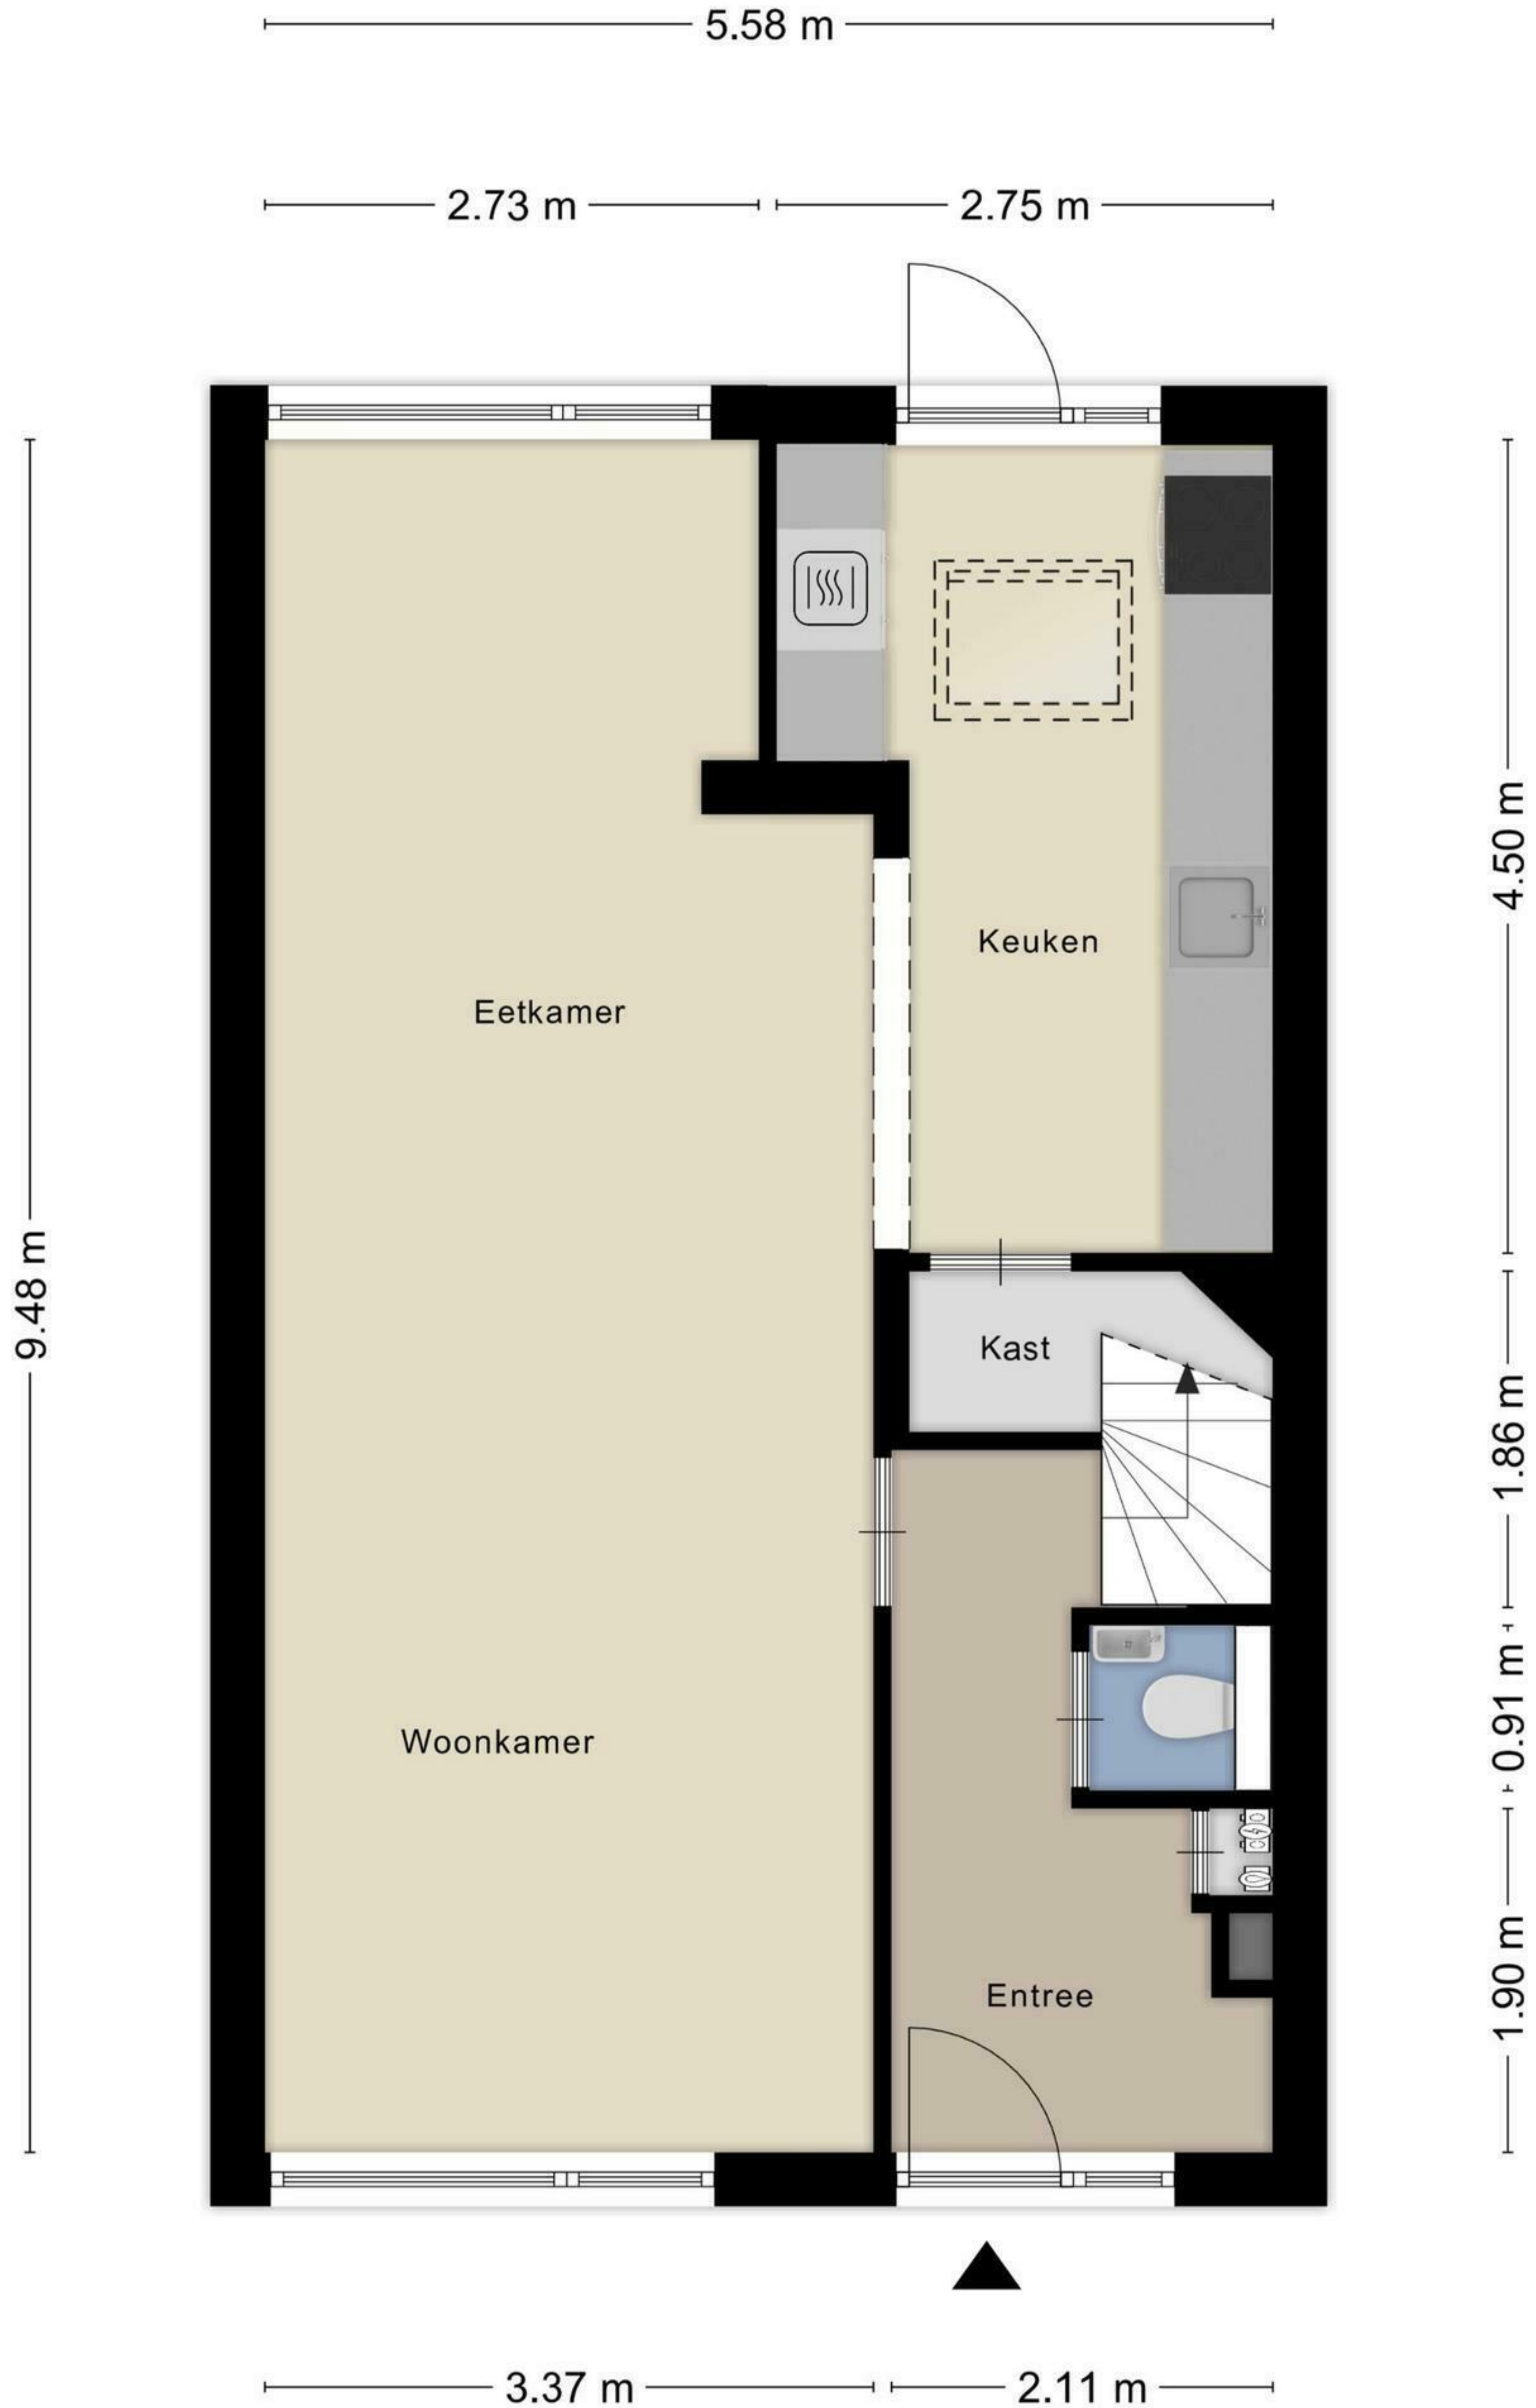 5.58 m
2.73 m
2.75 m
4.50 m
Keuken
Eetkamer
9.48 m
Kast
1.86 m
0.91 m
Woonkamer
1.90 m
Entree
3.37 m
2.11 m